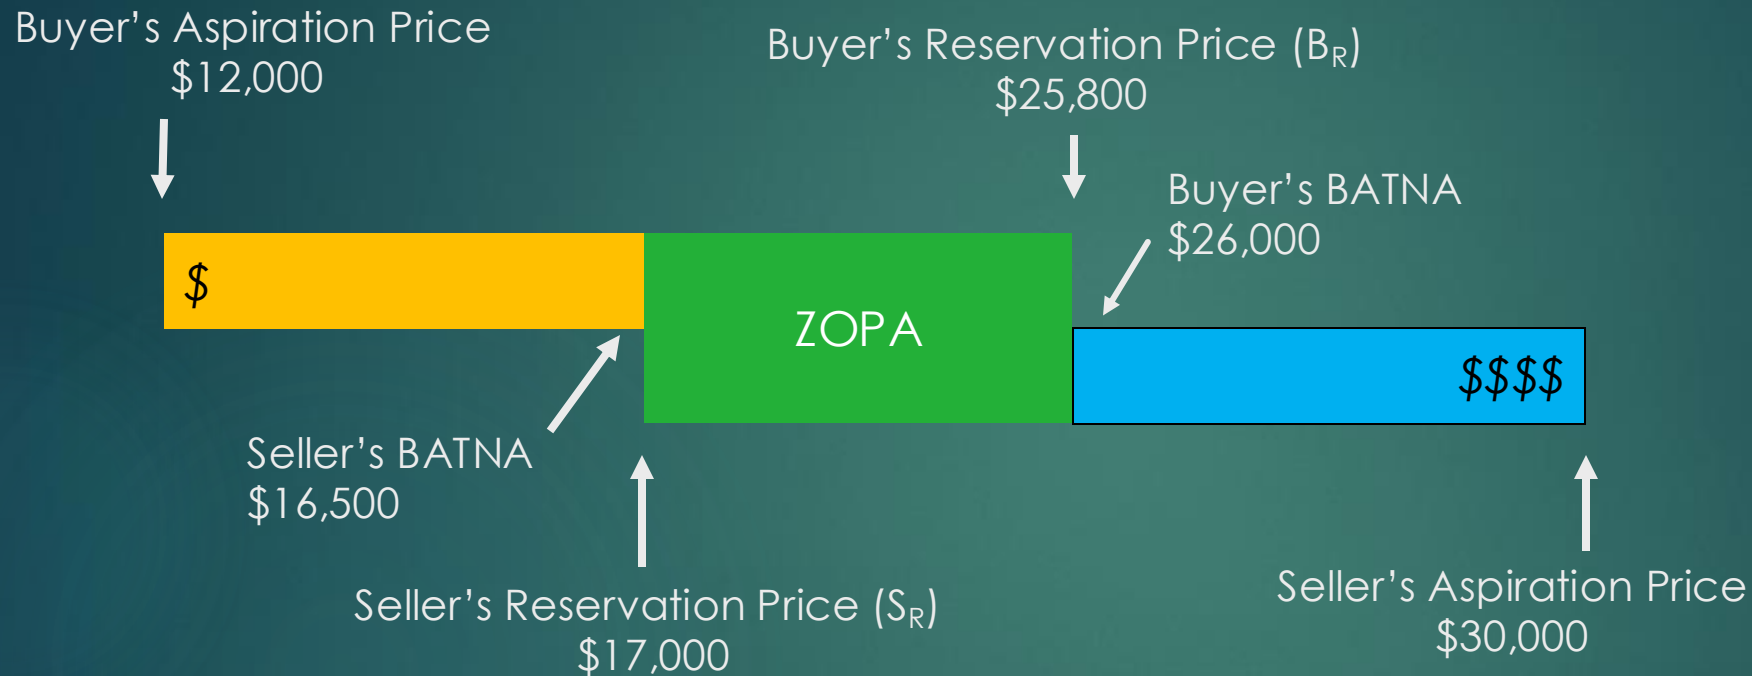 Buyer’s Aspiration Price
$12,000
Buyer’s Reservation Price (BR)
$25,800
Buyer’s BATNA
$26,000
$
ZOPA
$$$$
Seller’s BATNA
$16,500
Seller’s Reservation Price (SR)
$17,000
Seller’s Aspiration Price
$30,000